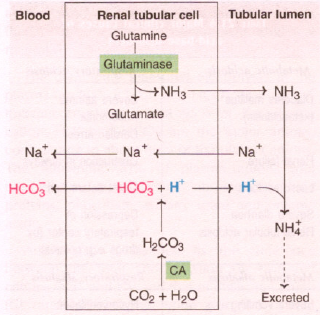 Blood Renal tubular cell Tubular lumen
Glutamine
Glutaminase
NH₃ NH₃
Glutamate
Na⁺ Na⁺ Na⁺
HCO₃⁻ HCO₃⁻ + H⁺ H⁺
NH₄⁺
H₂CO₃
CA
CO₂ + H₂O
Excreted